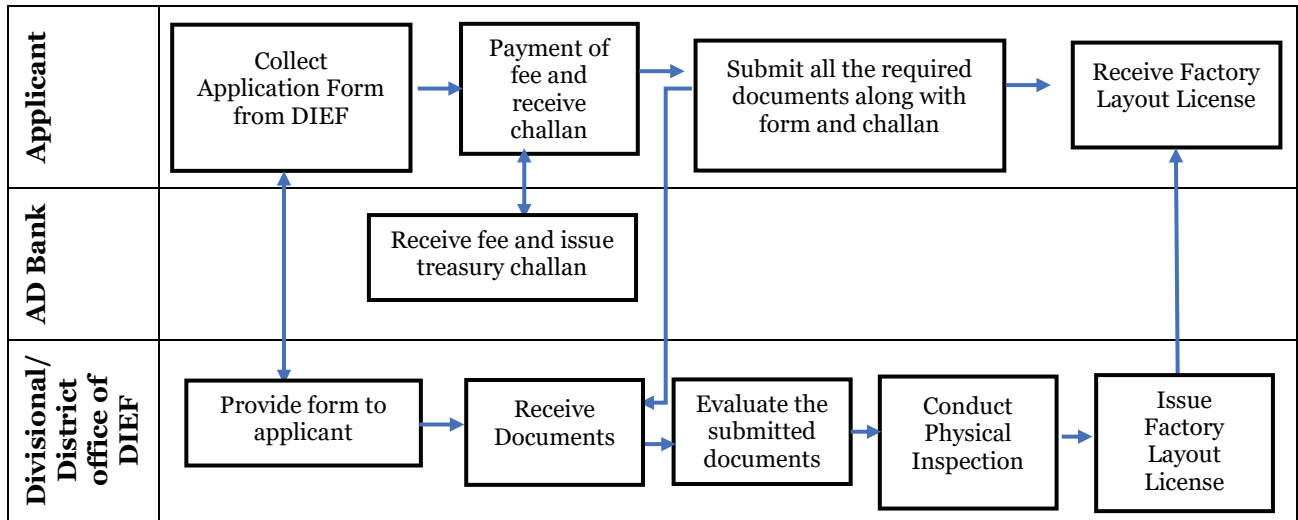 Applicant
Collect
Application Form
from DIEF
Payment of
fee and
receive
challan
Submit all the required
documents along with
form and challan
Receive Factory
Layout License
AD Bank
Receive fee and issue
treasury challan
Divisional/
District
office of
DIEF
Provide form to
applicant
Receive
Documents
Evaluate the
submitted
documents
Conduct
Physical
Inspection
Issue
Factory
Layout
License